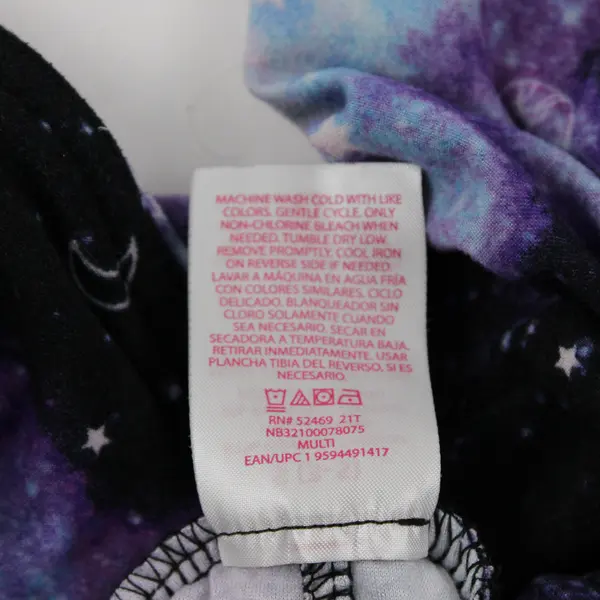 MACHINE WASH COLD WITH LIKE
COLORS. GENTLE CYCLE. ONLY
NON-CHLORINE BLEACH WHEN
NEEDED. TUMBLE DRY LOW.
REMOVE PROMPTLY. COOL IRON
ON REVERSE SIDE IF NEEDED.
LAVAR A MÁQUINA EN AGUA FRÍA
CON COLORES SIMILARES. CICLO
DELICADO. BLANQUEADOR SIN
CLORO SOLAMENTE CUANDO
SEA NECESARIO. SECAR EN
SECADORA A TEMPERATURA BAJA.
RETIRAR INMEDIATAMENTE. USAR
PLANCHA TIBIA DEL REVERSO, SI ES
NECESARIO.
RN# 52469 21T
NB32100078075
MULTI
EAN/UPC 1 9594491417